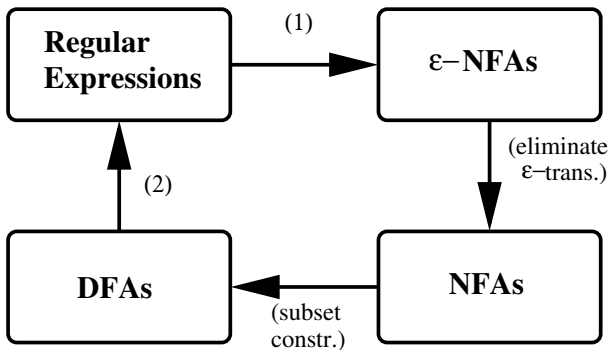 (1)
Regular
Expressions
ε–NFAs
(eliminate
ε–trans.)
(2)
DFAs
NFAs
(subset
constr.)